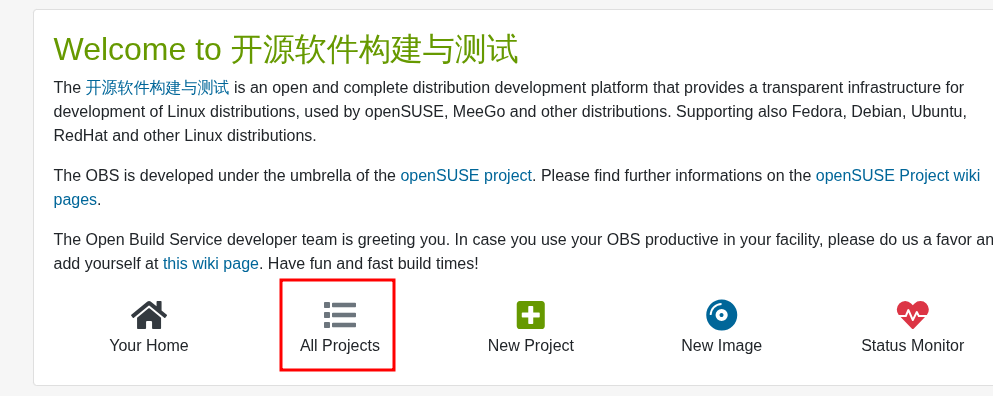 Welcome to 开源软件构建与测试
The 开源软件构建与测试 is an open and complete distribution development platform that provides a transparent infrastructure for
development of Linux distributions, used by openSUSE, MeeGo and other distributions. Supporting also Fedora, Debian, Ubuntu,
RedHat and other Linux distributions.
The OBS is developed under the umbrella of the openSUSE project. Please find further informations on the openSUSE Project wiki
pages.
The Open Build Service developer team is greeting you. In case you use your OBS productive in your facility, please do us a favor
add yourself at this wiki page. Have fun and fast build times!
Your Home
All Projects
New Project
New Image
Status Monitor